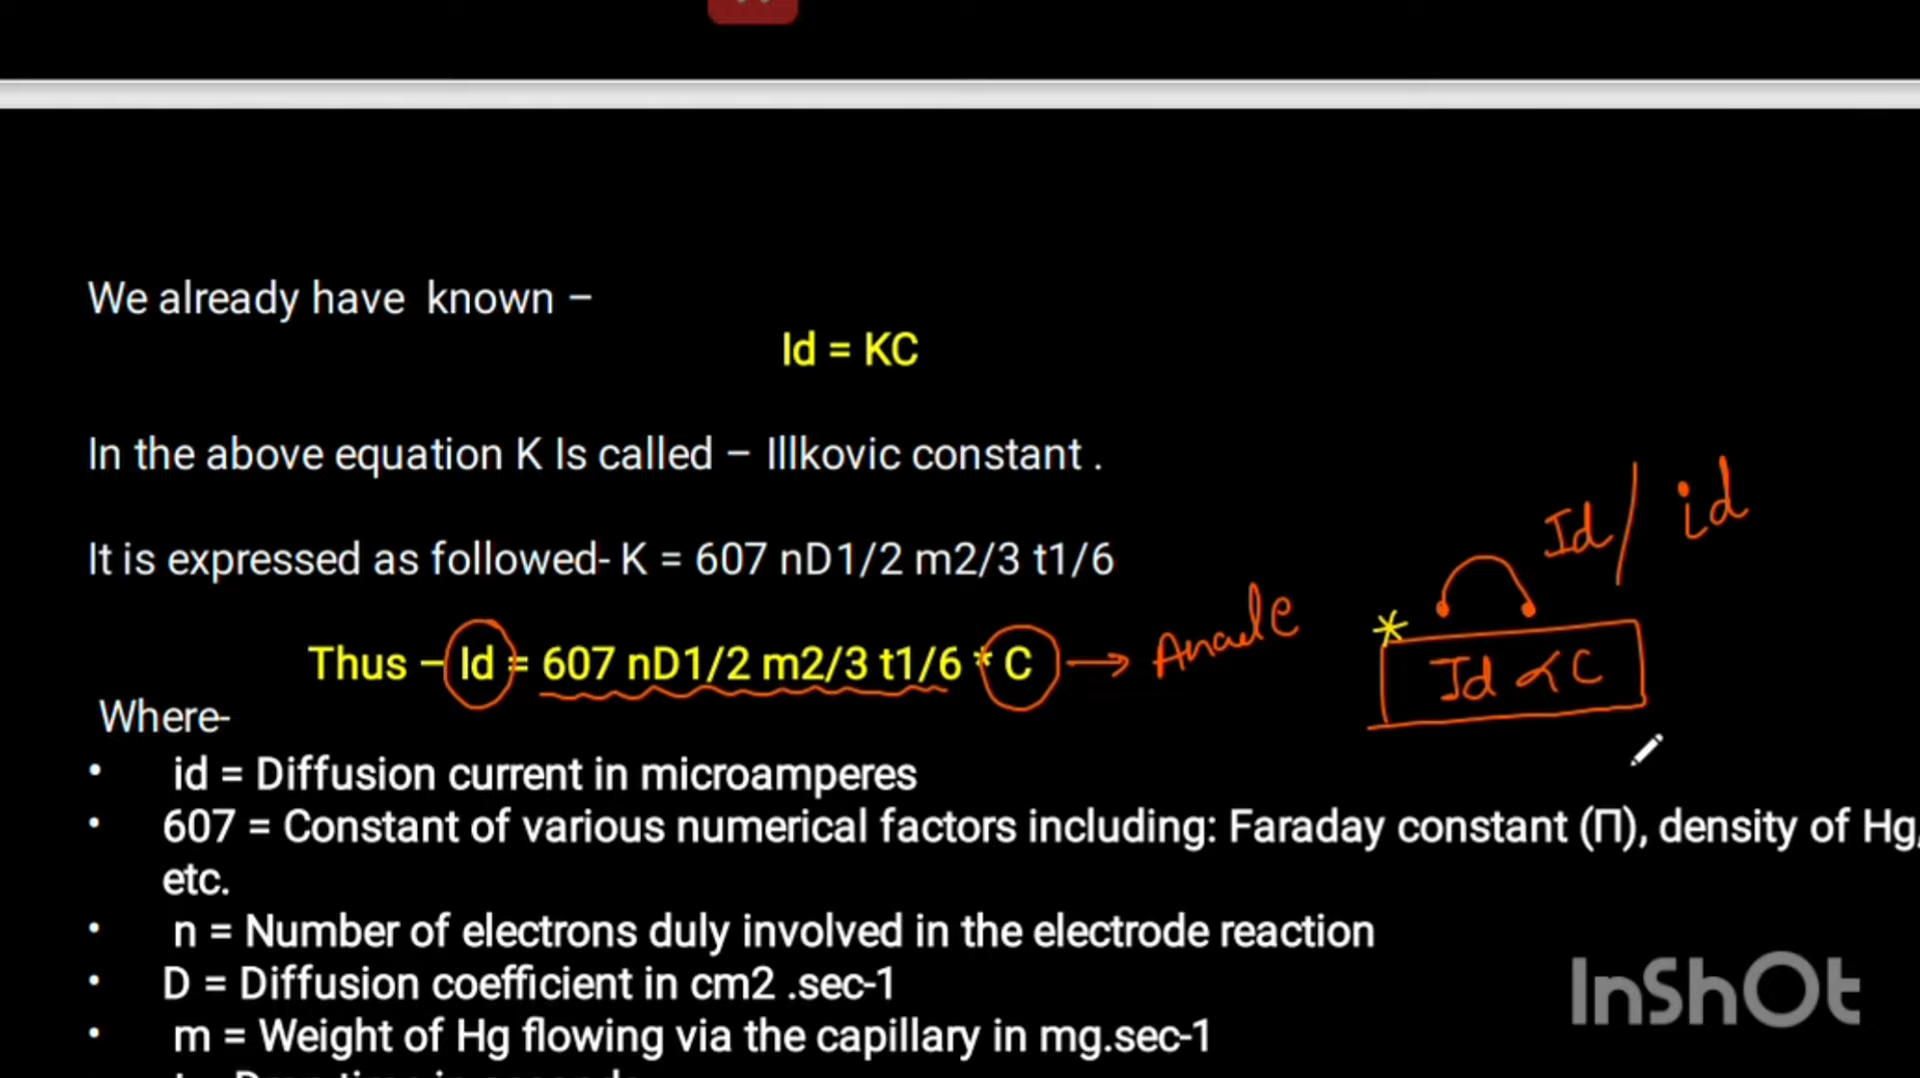 We already have known –
Id = KC
In the above equation K Is called – Illkovic constant .
Id / id
It is expressed as followed- K = 607 nD1/2 m2/3 t1/6
Thus – Id = 607 nD1/2 m2/3 t1/6 * C →
* Id ∝ C
Where-
• id = Diffusion current in microamperes
• 607 = Constant of various numerical factors including: Faraday constant (Π), density of Hg,
etc.
• n = Number of electrons duly involved in the electrode reaction
• D = Diffusion coefficient in cm2 .sec-1
• m = Weight of Hg flowing via the capillary in mg.sec-1
InShOt